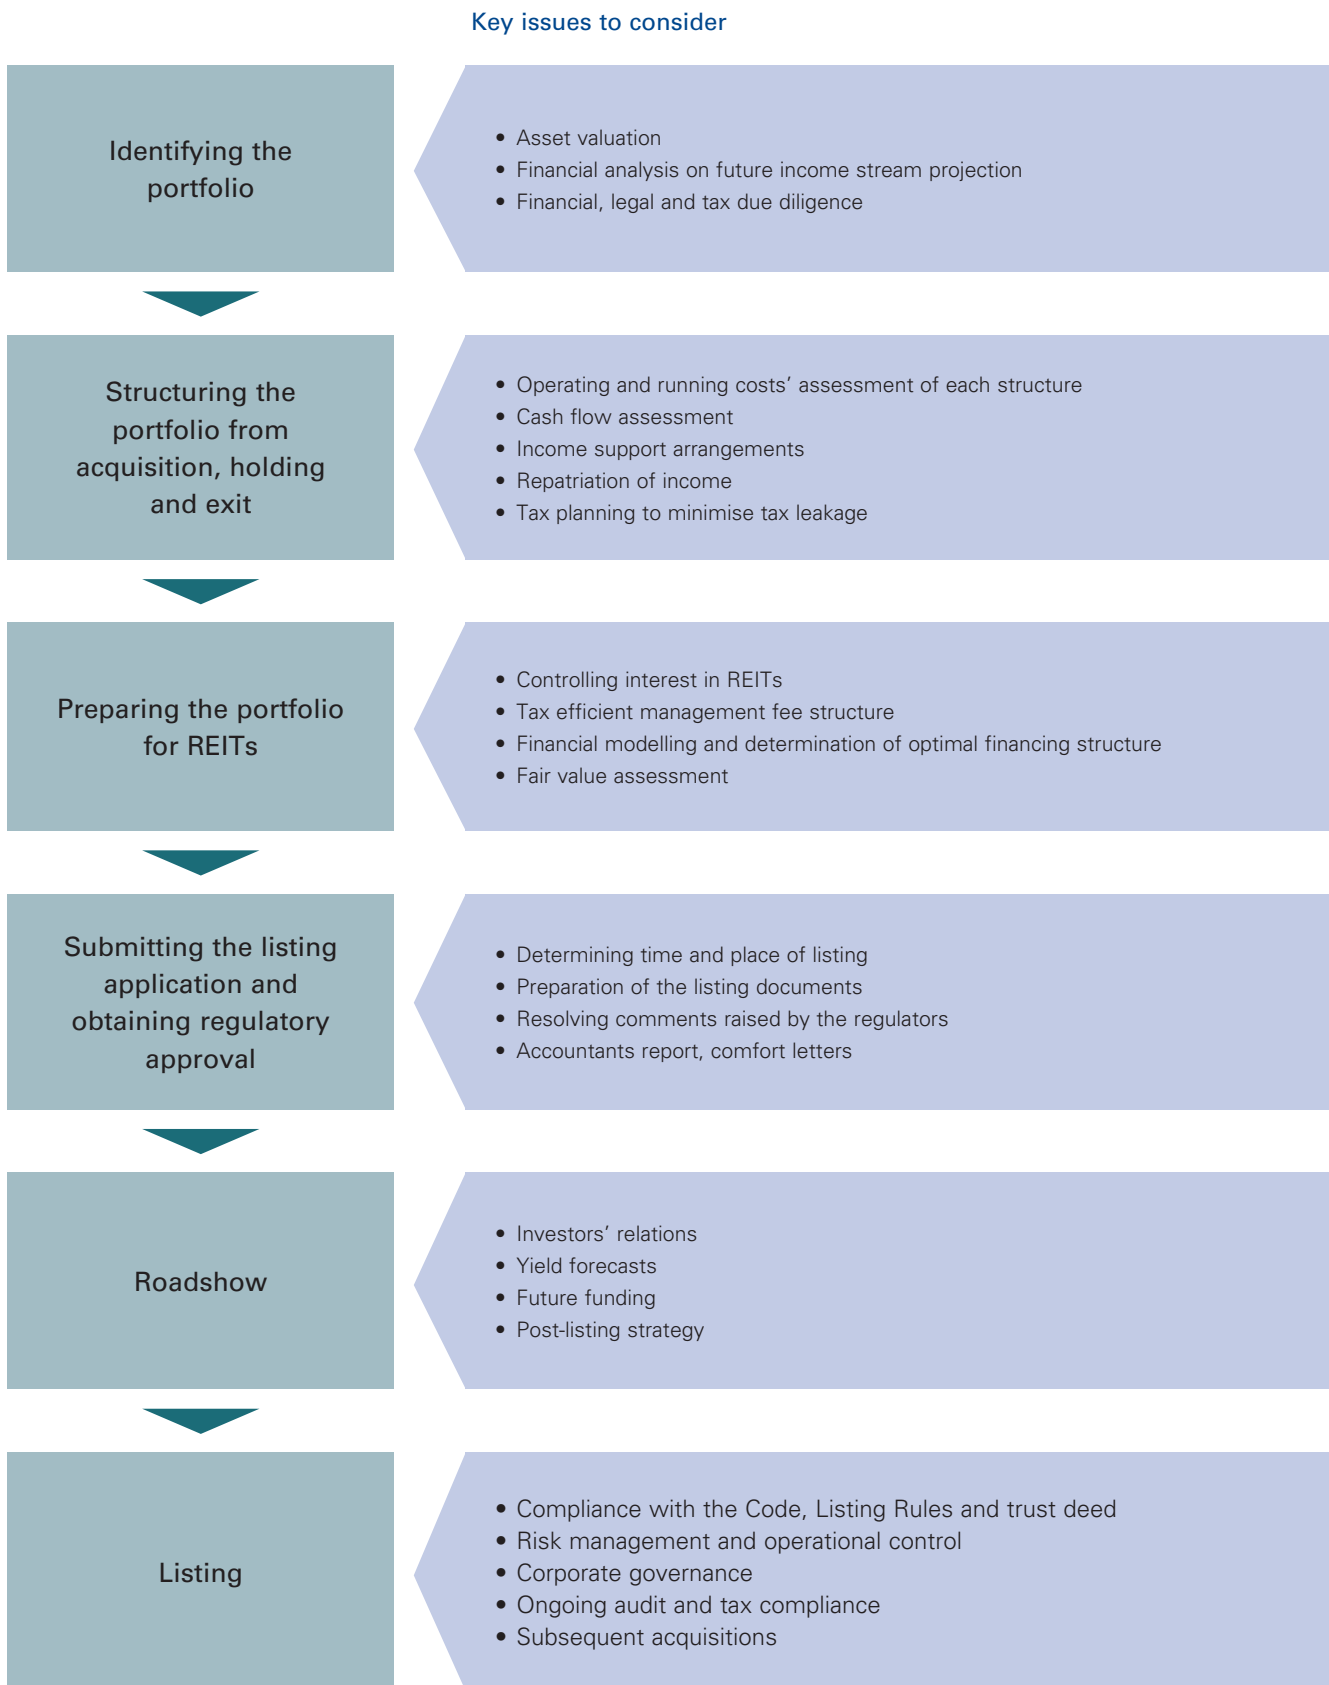 Key issues to consider
Identifying the
portfolio
• Asset valuation
• Financial analysis on future income stream projection
• Financial, legal and tax due diligence
Structuring the
portfolio from
acquisition, holding
and exit
• Operating and running costs’ assessment of each structure
• Cash flow assessment
• Income support arrangements
• Repatriation of income
• Tax planning to minimise tax leakage
Preparing the portfolio
for REITs
• Controlling interest in REITs
• Tax efficient management fee structure
• Financial modelling and determination of optimal financing structure
• Fair value assessment
Submitting the listing
application and
obtaining regulatory
approval
• Determining time and place of listing
• Preparation of the listing documents
• Resolving comments raised by the regulators
• Accountants report, comfort letters
Roadshow
• Investors’ relations
• Yield forecasts
• Future funding
• Post-listing strategy
Listing
• Compliance with the Code, Listing Rules and trust deed
• Risk management and operational control
• Corporate governance
• Ongoing audit and tax compliance
• Subsequent acquisitions